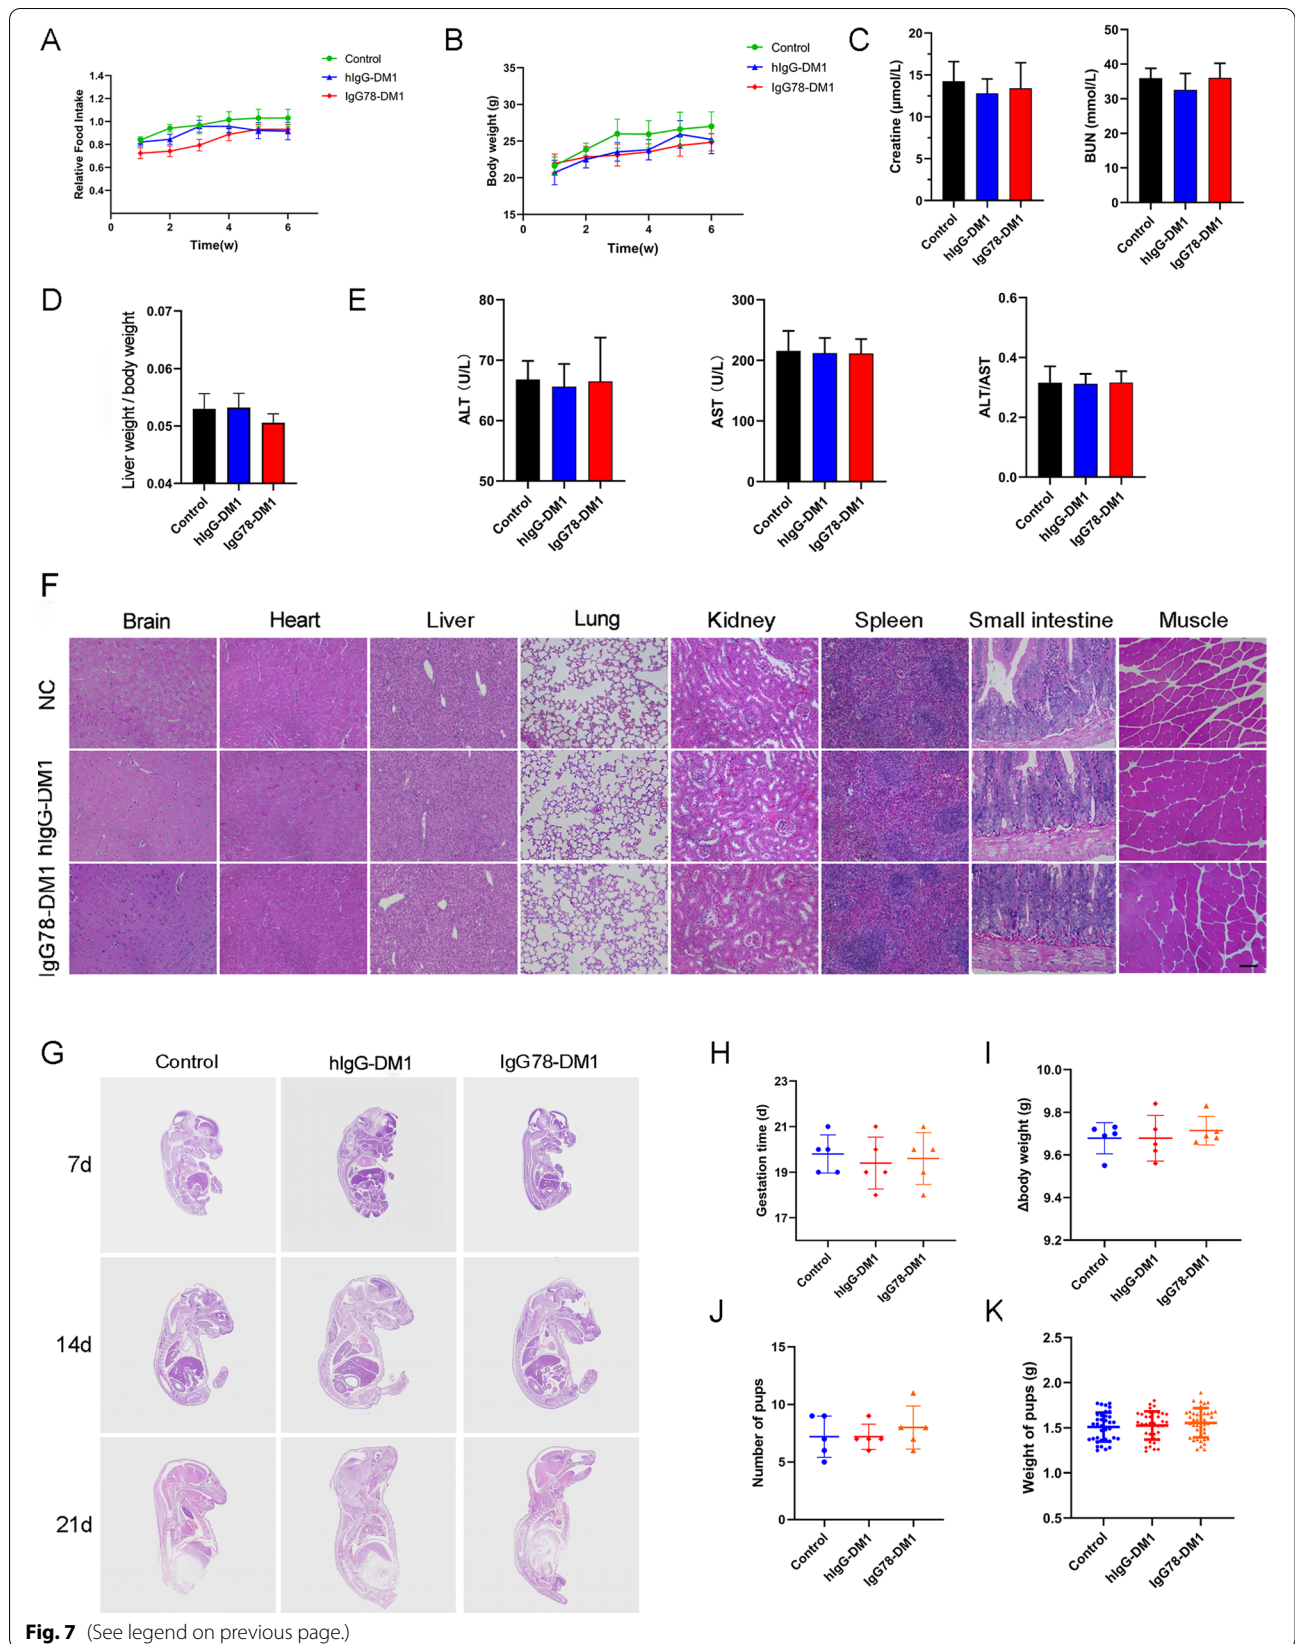 A
Control
hIgG-DM1
IgG78-DM1
Relative Food Intake
1.4
1.2
1.0
0.8
0.6
0.4
0
2
4
6
Time(w)
B
Control
hIgG-DM1
IgG78-DM1
Body weight (g)
35
30
25
20
15
0
2
4
6
Time(w)
C
Creatine (μmol/L)
20
15
10
5
0
Control
hIgG-DM1
IgG78-DM1
BUN (mmol/L)
50
40
30
20
10
0
Control
hIgG-DM1
IgG78-DM1
D
Liver weight / body weight
0.07
0.06
0.05
0.04
Control
hIgG-DM1
IgG78-DM1
E
ALT（U/L）
80
70
60
50
Control
hIgG-DM1
IgG78-DM1
AST（U/L）
300
200
100
0
Control
hIgG-DM1
IgG78-DM1
ALT/AST
0.6
0.4
0.2
0.0
Control
hIgG-DM1
IgG78-DM1
F
Brain Heart Liver Lung Kidney Spleen Small intestine Muscle
NC
hIgG-DM1
IgG78-DM1
G
Control hIgG-DM1 IgG78-DM1
7d
14d
21d
H
Gestation time (d)
23
21
19
17
Control
hIgG-DM1
IgG78-DM1
I
Δbody weight (g)
10.0
9.8
9.6
9.4
9.2
Control
hIgG-DM1
IgG78-DM1
J
Number of pups
15
10
5
0
Control
hIgG-DM1
IgG78-DM1
K
Weight of pups (g)
2.5
2.0
1.5
1.0
0.5
Control
hIgG-DM1
IgG78-DM1
Fig. 7 (See legend on previous page.)